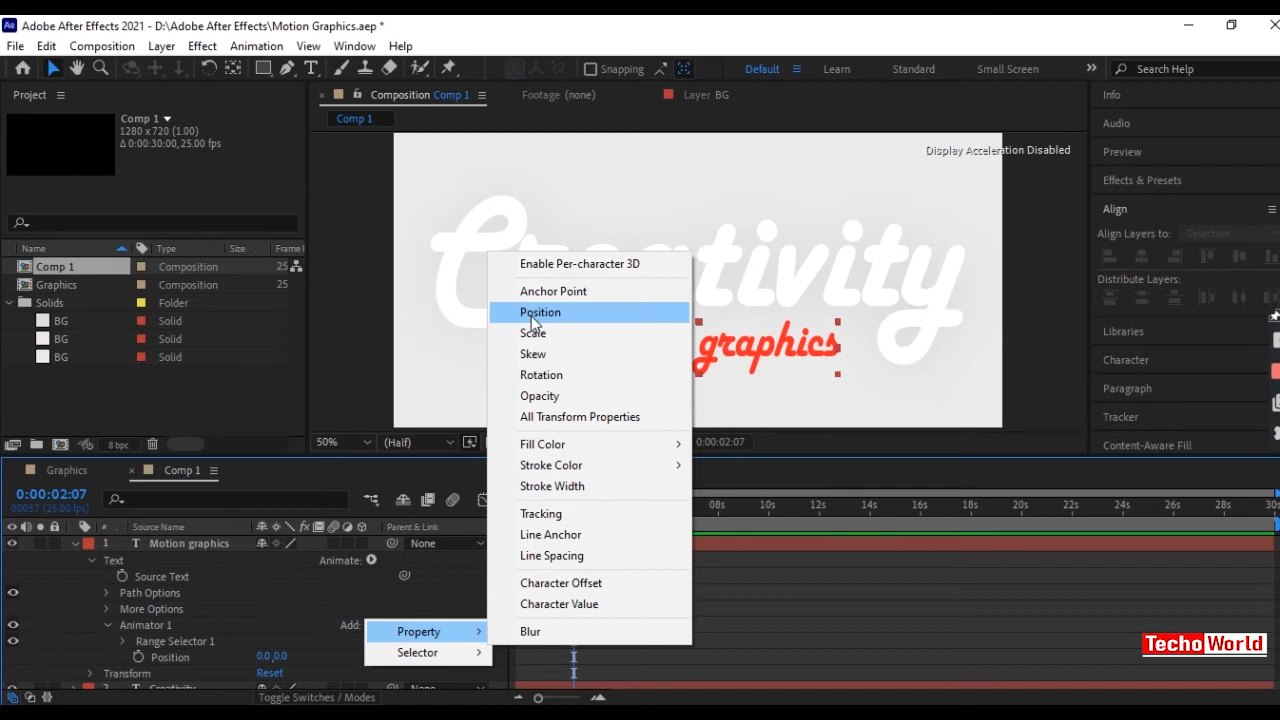 Adobe After Effects 2021 - D:\Adobe After Effects\Motion Graphics.aep *
File Edit Composition Layer Effect Animation View Window Help
Snapping
Default Learn Standard Small Screen Search Help
Project
Composition Comp 1
Footage (none)
Layer BG
Info
Comp 1
1280 x 720 (1.00)
Δ 0:00:30:00, 25.00 fps
Comp 1
Audio
Preview
Effects & Presets
Align
Align Layers to: Selection
Distribute Layers:
Libraries
Character
Paragraph
Tracker
Content-Aware Fill
Display Acceleration Disabled
Creativity
graphics
Name Type Size Frame
Comp 1 Composition 25
Graphics Composition 25
Solids Folder
BG Solid
BG Solid
BG Solid
8 bpc
50% (Half) 0:00:02:07
Enable Per-character 3D
Anchor Point
Position
Scale
Skew
Rotation
Opacity
All Transform Properties
Fill Color
Stroke Color
Stroke Width
Tracking
Line Anchor
Line Spacing
Character Offset
Character Value
Blur
Graphics Comp 1
0:00:02:07
00057 (25.00 fps)
08s 10s 12s 14s 16s 18s 20s 22s 24s 26s 28s 30s
# Source Name Parent & Link
1 T Motion graphics None
Text Animate:
Source Text
Path Options
More Options
Animator 1 Add:
Range Selector 1
Position 0.0,0.0
Transform Reset
Property
Selector
Toggle Switches / Modes
Techo World